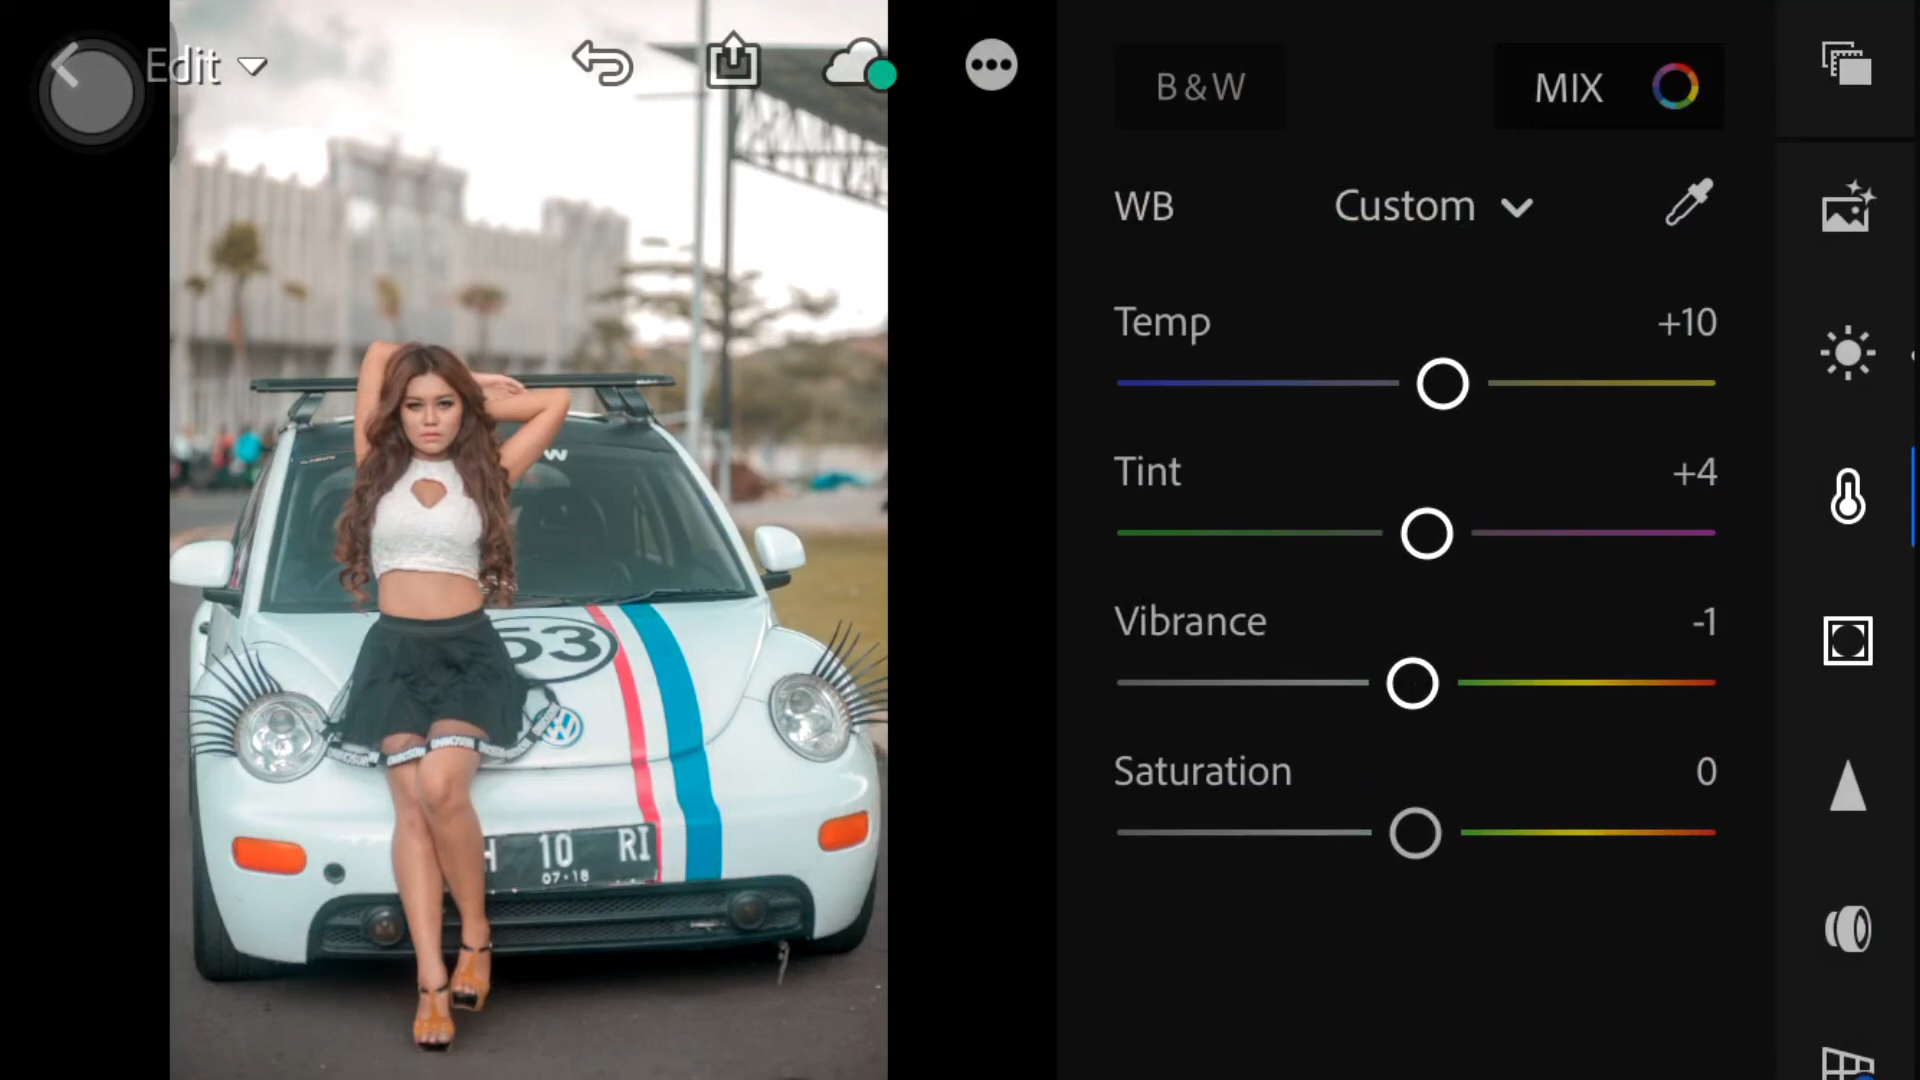 Edit
B&W
MIX
WB
Custom
Temp
+10
Tint
+4
Vibrance
-1
Saturation
0
W
53
H 10 RI
07·18